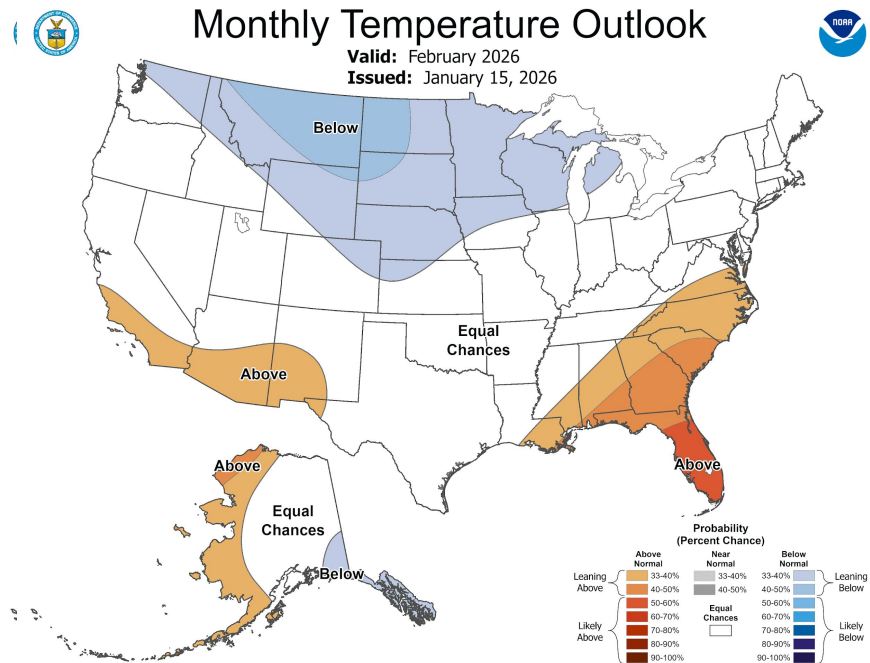 Monthly Temperature Outlook
Valid: February 2026
Issued: January 15, 2026
NOAA
Below
Equal
Chances
Above
Above
Above
Equal
Chances
Below
Probability
(Percent Chance)
Above
Normal
Near
Normal
Below
Normal
Leaning
Above
33-40%
33-40%
33-40%
Leaning
Below
40-50%
40-50%
40-50%
Likely
Above
50-60%
50-60%
Likely
Below
60-70%
Equal
Chances
60-70%
70-80%
70-80%
80-90%
80-90%
90-100%
90-100%